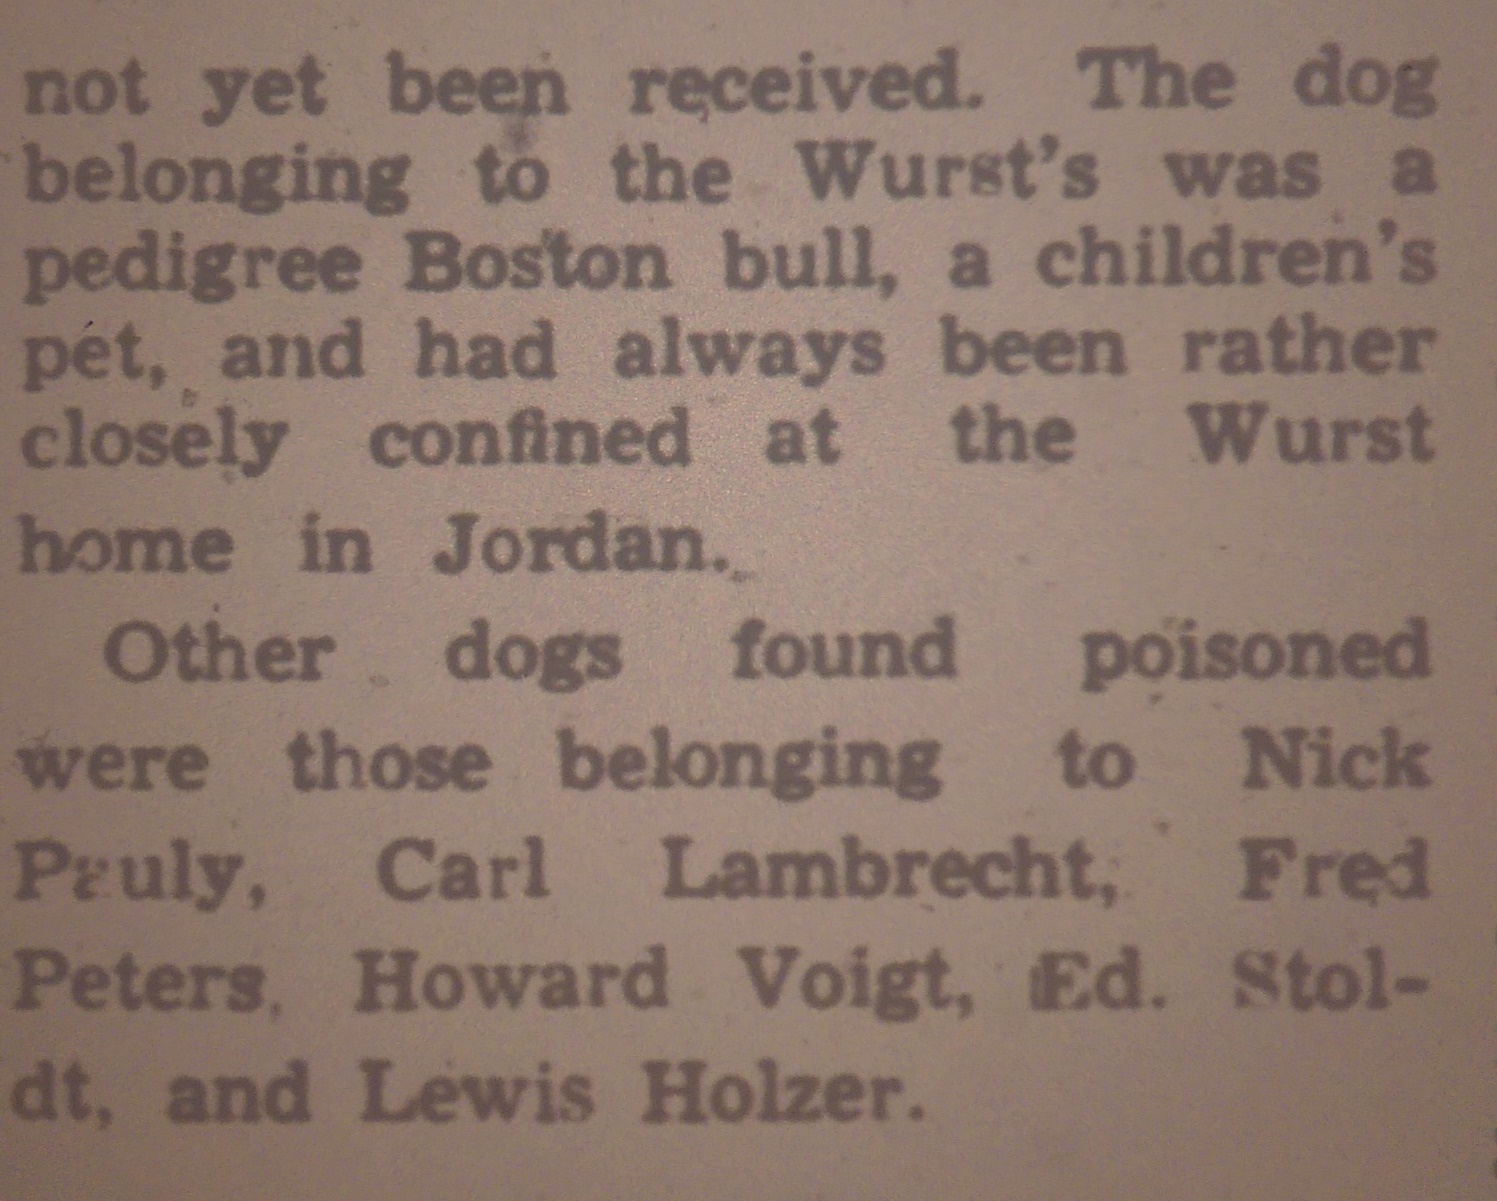 not yet been received. The dog
belonging to the Wurst's was a
pedigree Boston bull, a children's
pet, and had always been rather
closely confined at the Wurst
home in Jordan.
Other dogs found poisoned
were those belonging to Nick
Pauly, Carl Lambrecht, Fred
Peters, Howard Voigt, Ed. Stol-
dt, and Lewis Holzer.